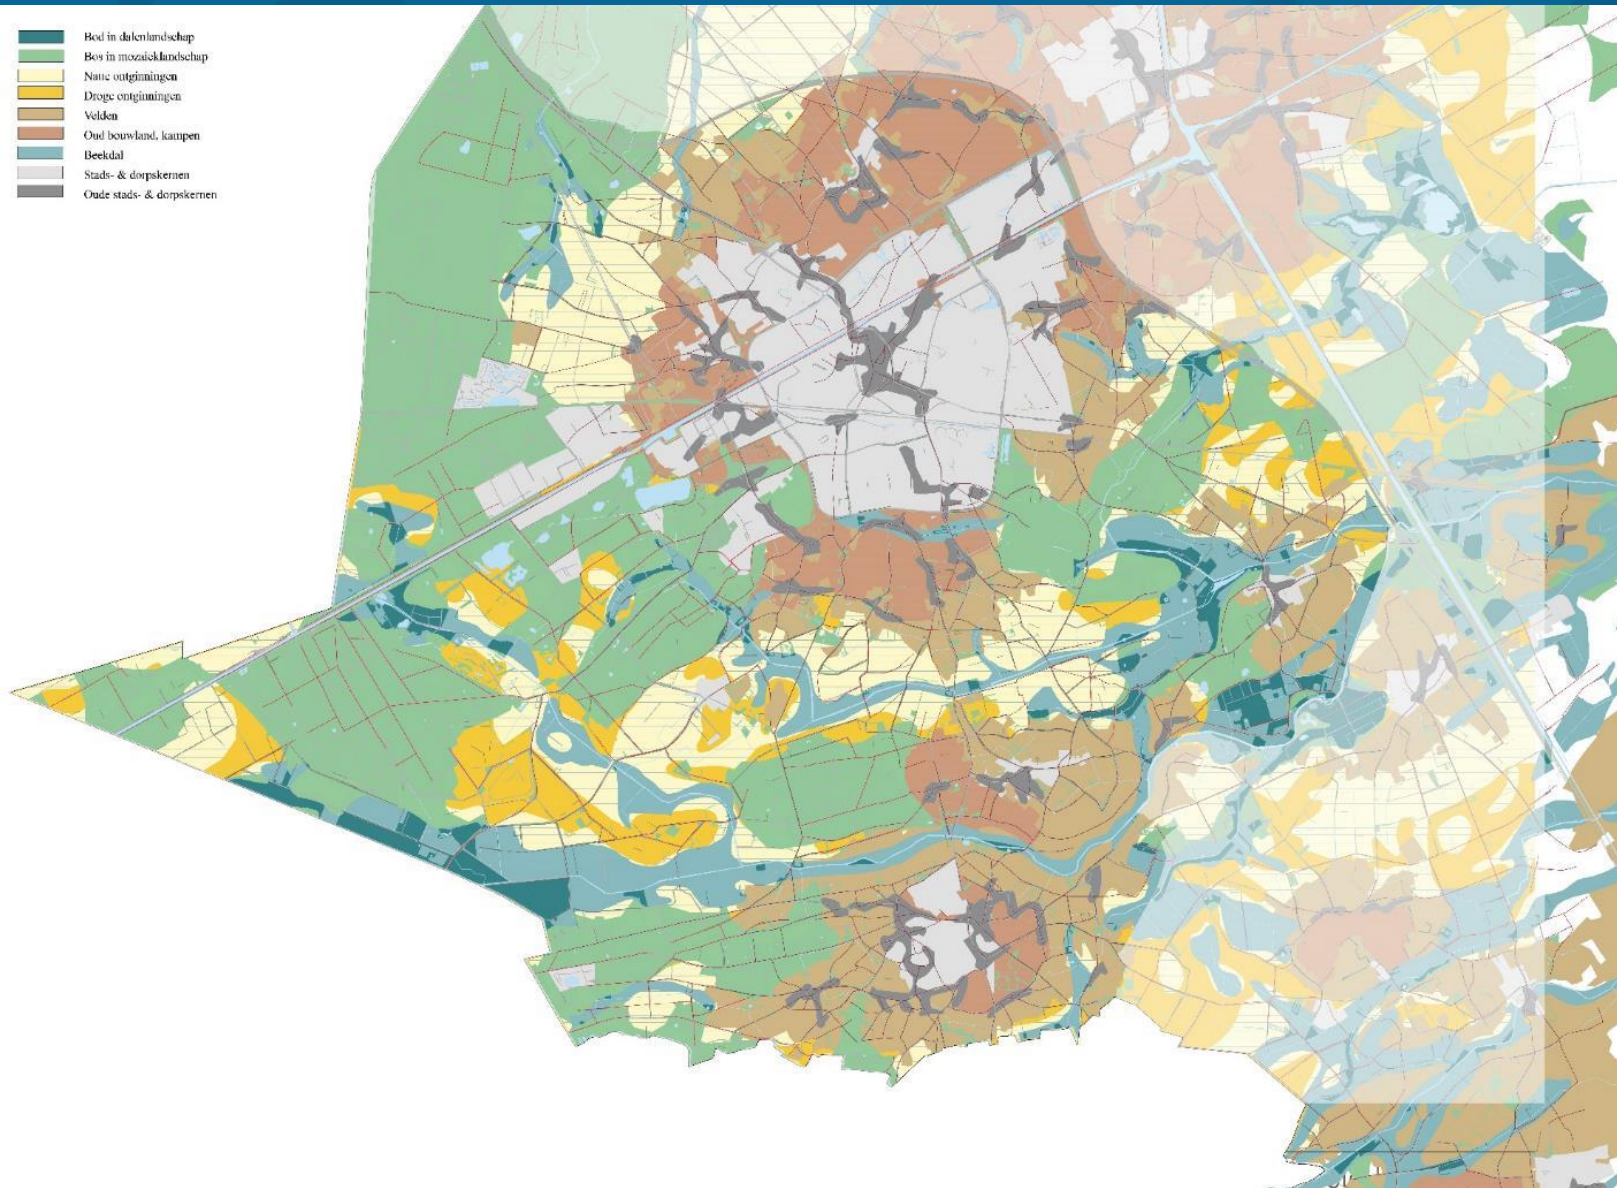 Bod in dalenlandschap
Bos in mozaieklandschap
Natte ontginningen
Droge ontginningen
Velden
Oud bouwland, kampen
Beekdal
Stads- & dorpskernen
Oude stads- & dorpskernen